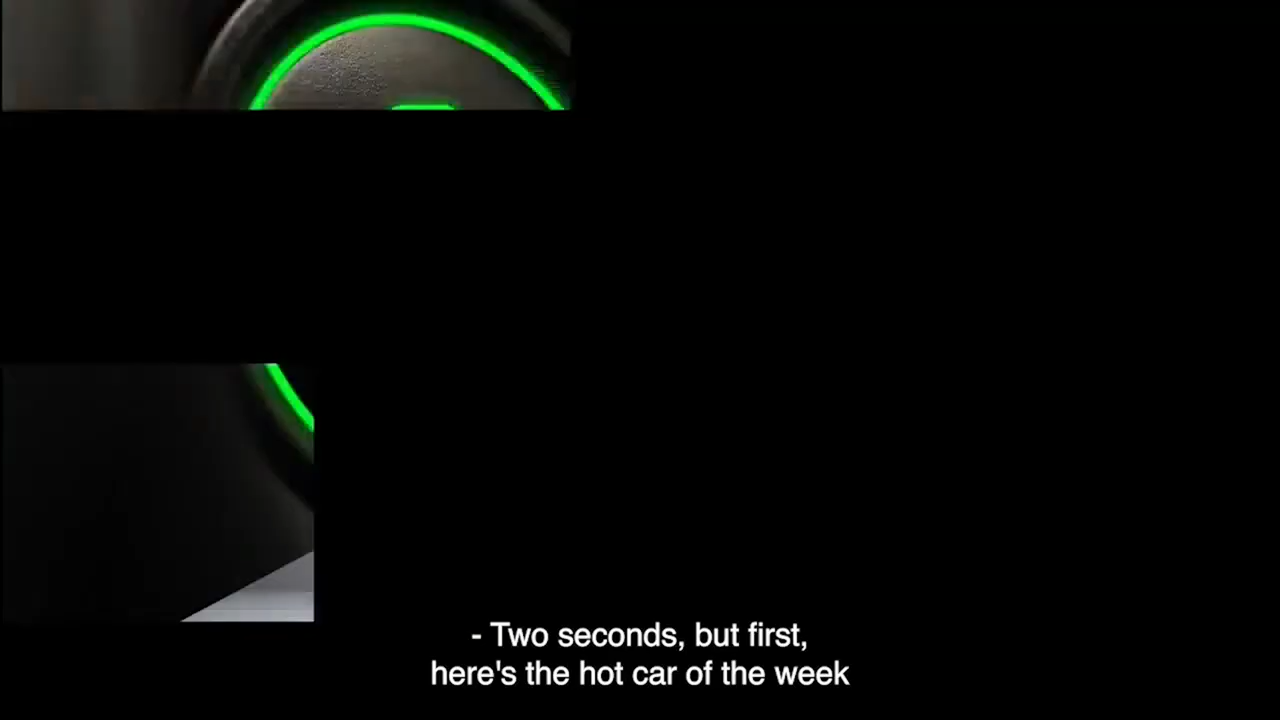 - Two seconds, but first,
here's the hot car of the week